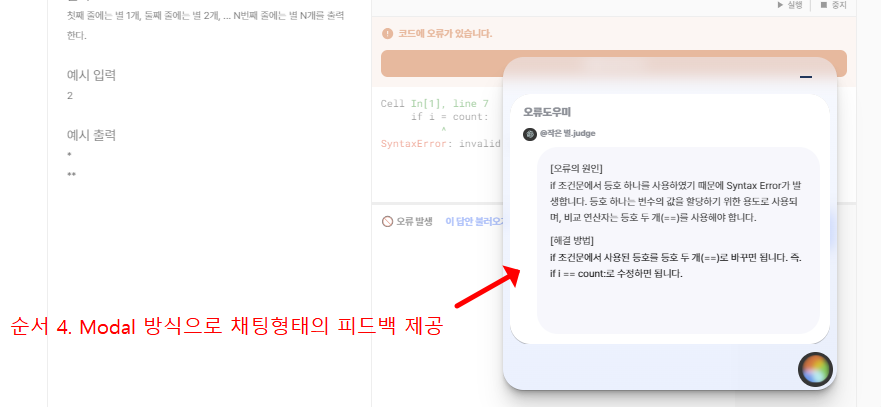 첫째 줄에는 별 1개, 둘째 줄에는 별 2개, ... N번째 줄에는 별 N개를 출력
한다.
예시 입력
2
예시 출력
*
**
▶ 실행 ■ 중지
코드에 오류가 있습니다.
Cell In[1], line 7
if i = count:
^
SyntaxError: invalid
오류 발생 이 답안 불러오기
오류도우미
@작은 별.judge
[오류의 원인]
if 조건문에서 등호 하나를 사용하였기 때문에 Syntax Error가 발
생합니다. 등호 하나는 변수의 값을 할당하기 위한 용도로 사용되
며, 비교 연산자는 등호 두 개(==)를 사용해야 합니다.
[해결 방법]
if 조건문에서 사용된 등호를 등호 두 개(==)로 바꾸면 됩니다. 즉,
if i == count:로 수정하면 됩니다.
순서 4. Modal 방식으로 채팅형태의 피드백 제공